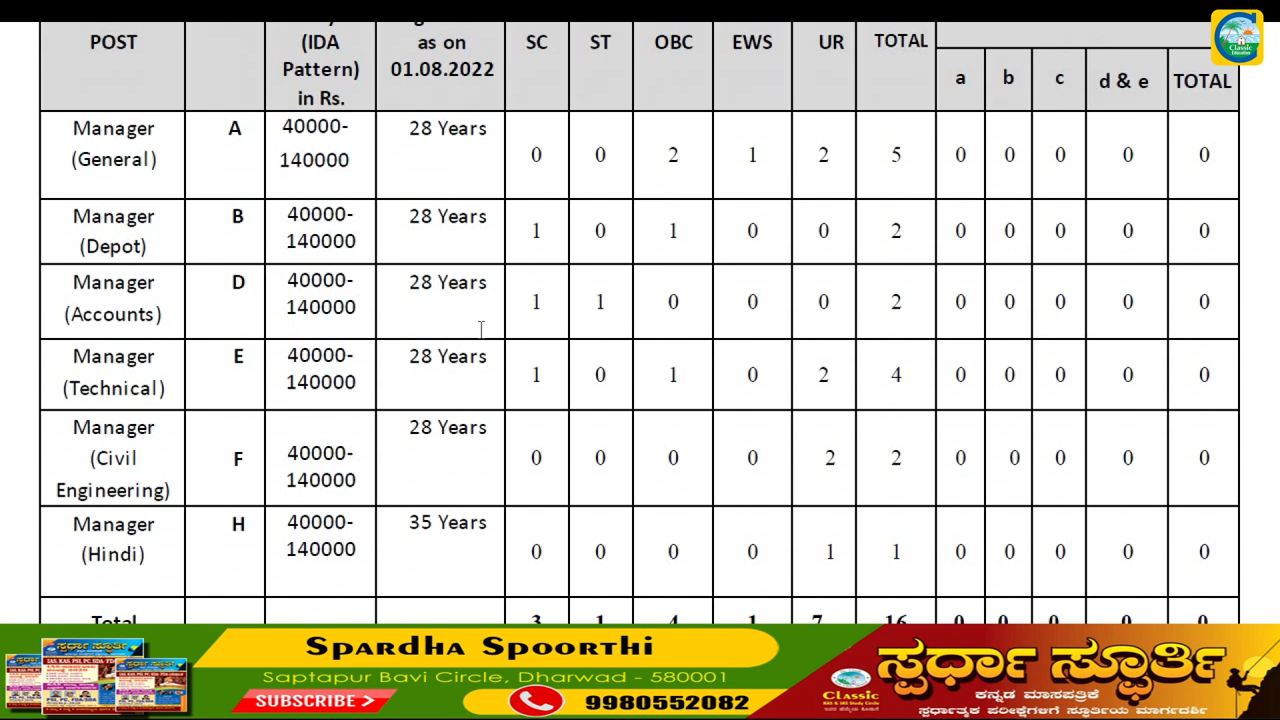 POST (IDA Pattern) in Rs. as on 01.08.2022 SC ST OBC EWS UR TOTAL
a b c d & e TOTAL
Manager (General) A 40000-140000 28 Years 0 0 2 1 2 5 0 0 0 0 0
Manager (Depot) B 40000-140000 28 Years 1 0 1 0 0 2 0 0 0 0 0
Manager (Accounts) D 40000-140000 28 Years 1 1 0 0 0 2 0 0 0 0 0
Manager (Technical) E 40000-140000 28 Years 1 0 1 0 2 4 0 0 0 0 0
Manager (Civil Engineering) F 40000-140000 28 Years 0 0 0 0 2 2 0 0 0 0 0
Manager (Hindi) H 40000-140000 35 Years 0 0 0 0 1 1 0 0 0 0 0
Total 3 1 4 1 7 16 0 0 0 0 0
Classic Education
Spardha Spoorthi
Saptapur Bavi Circle, Dharwad - 580001
SUBSCRIBE >
9980552082
Classic
ಸ್ಪರ್ಧಾ ಸ್ಫೂರ್ತಿ
ಕನ್ನಡ ಮಾಸಪತ್ರಿಕೆ
ಸ್ಪರ್ಧಾತ್ಮಕ ಪರೀಕ್ಷೆಗಳಿಗೆ ಸ್ಫೂರ್ತಿಯ ಮಾರ್ಗದರ್ಶಿ